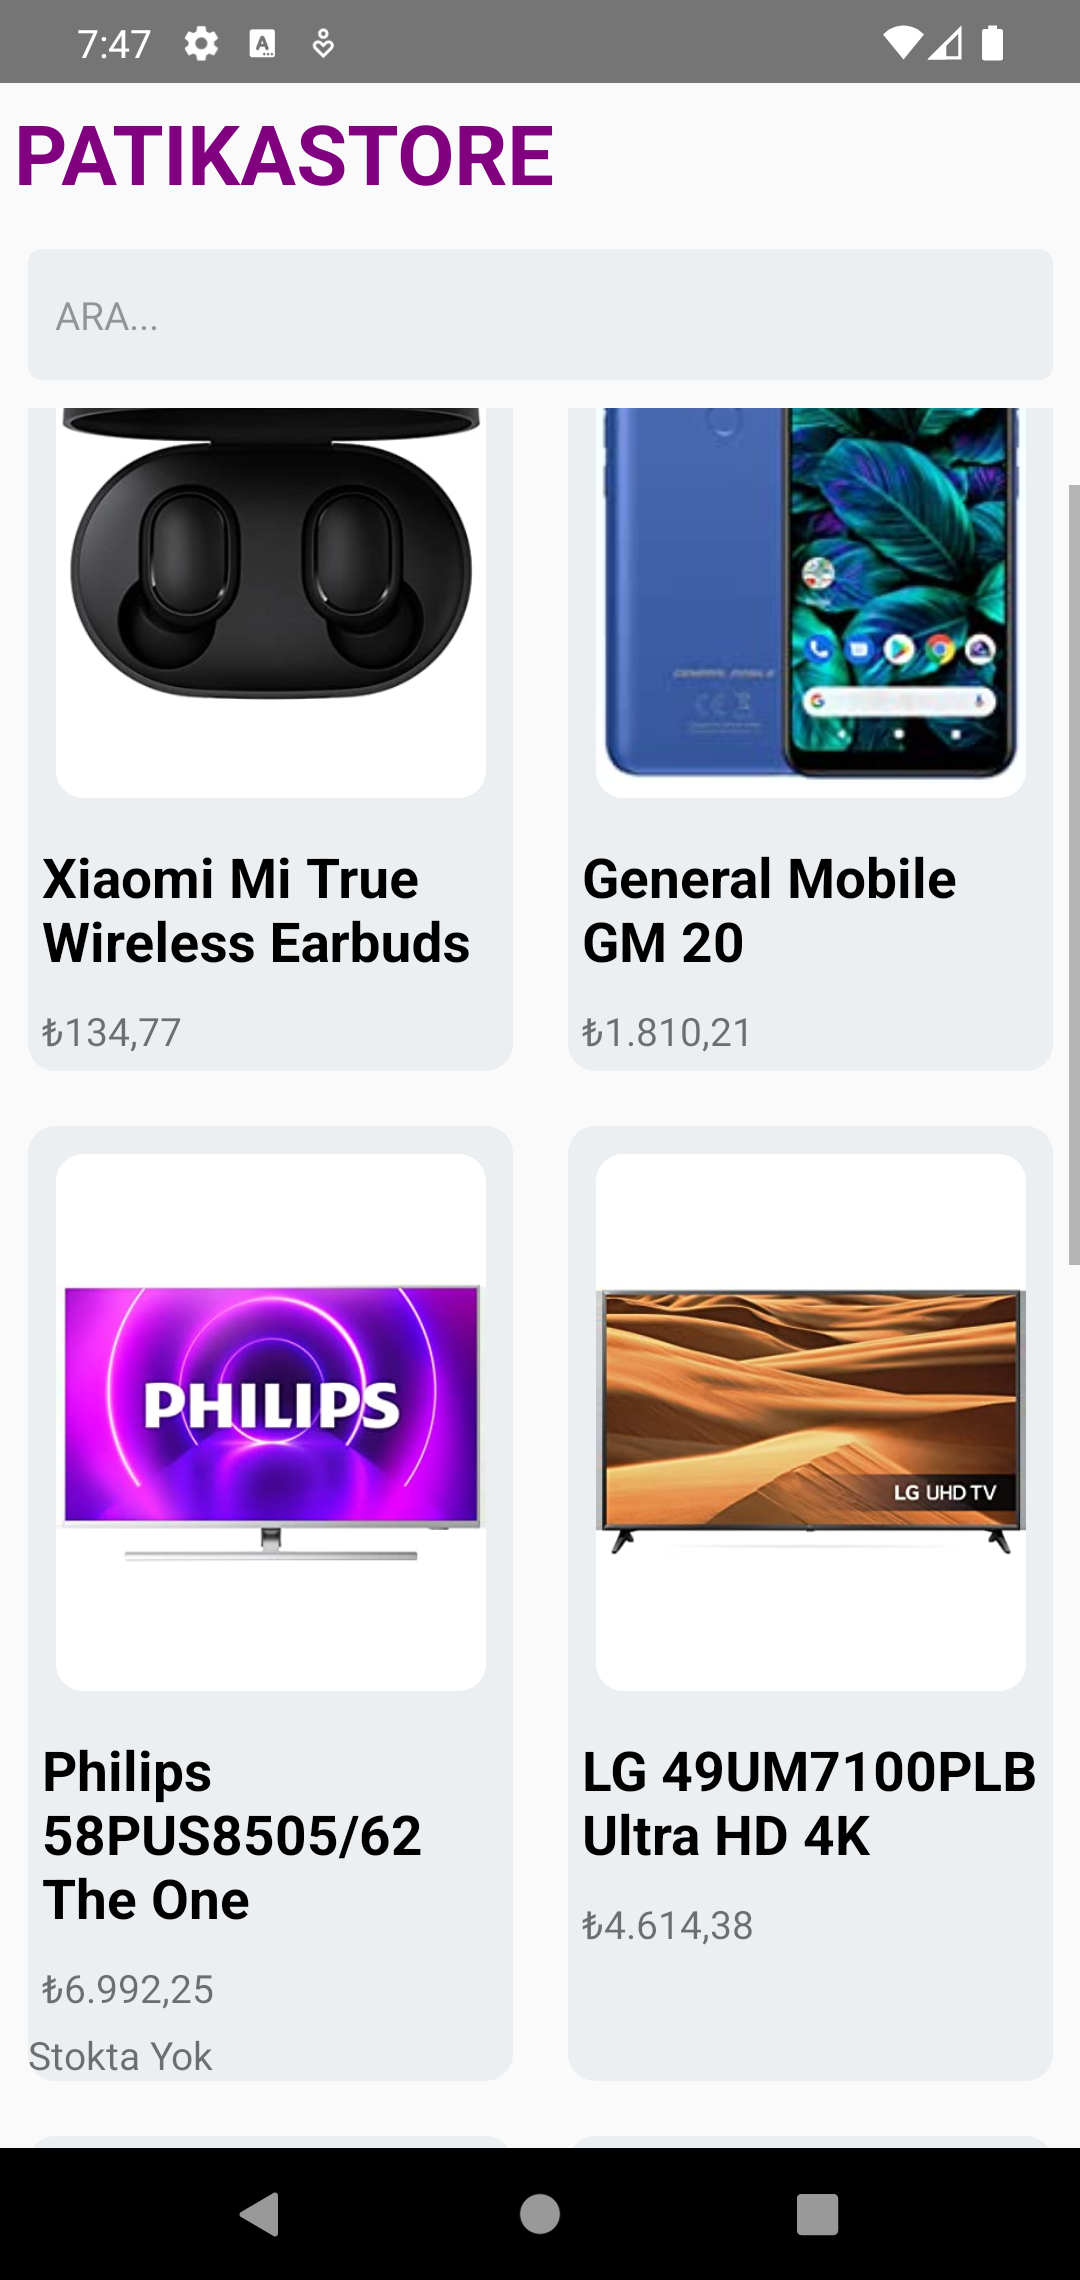 7:47
PATIKASTORE
ARA...
Xiaomi Mi True
Wireless Earbuds
₺134,77
General Mobile
GM 20
₺1.810,21
PHILIPS
Philips
58PUS8505/62
The One
₺6.992,25
Stokta Yok
LG UHD TV
LG 49UM7100PLB
Ultra HD 4K
₺4.614,38